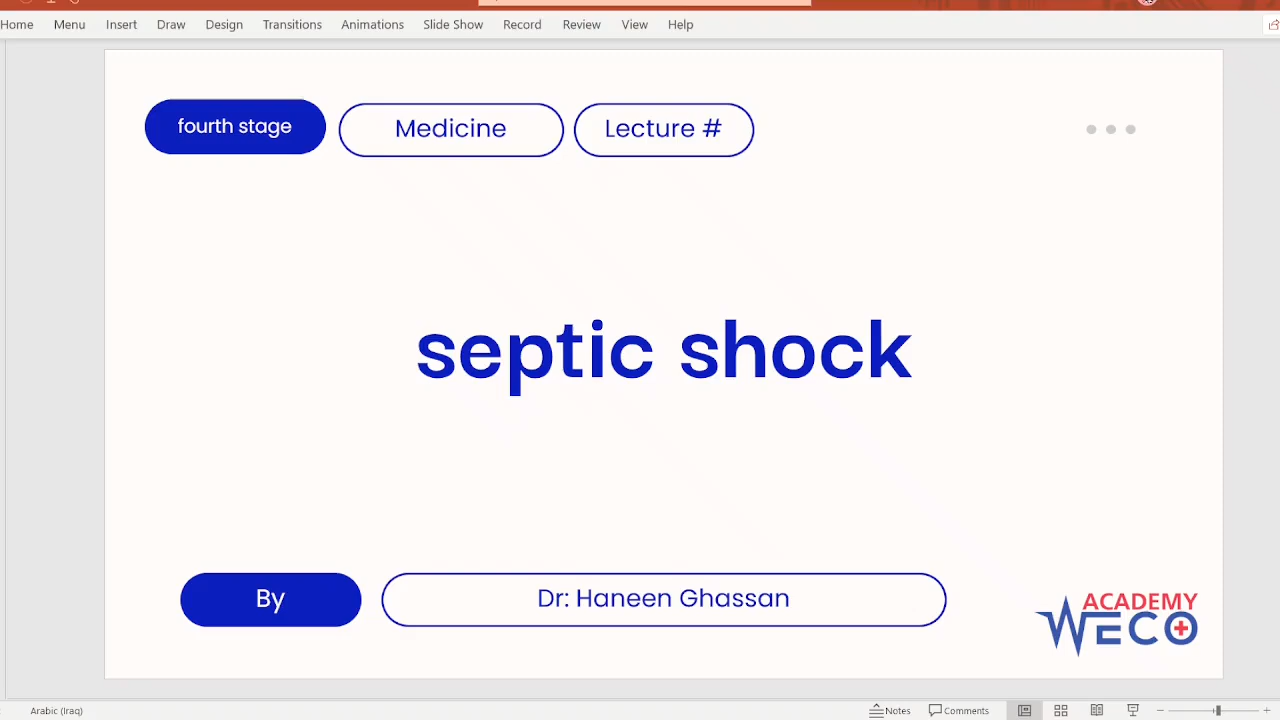 Home Menu Insert Draw Design Transitions Animations Slide Show Record Review View Help
fourth stage Medicine Lecture #
septic shock
By Dr: Haneen Ghassan
ACADEMY
WECO
Arabic (Iraq) Notes Comments